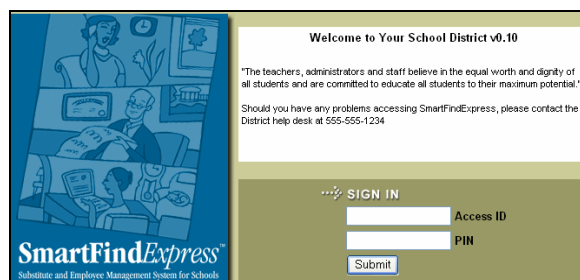 Welcome to Your School District v0.10
"The teachers, administrators and staff believe in the equal worth and dignity of
all students and are committed to educate all students to their maximum potential."
Should you have any problems accessing SmartFindExpress, please contact the
District help desk at 555-555-1234
SIGN IN
Access ID
PIN
Submit
SmartFindExpress™
Substitute and Employee Management System for Schools